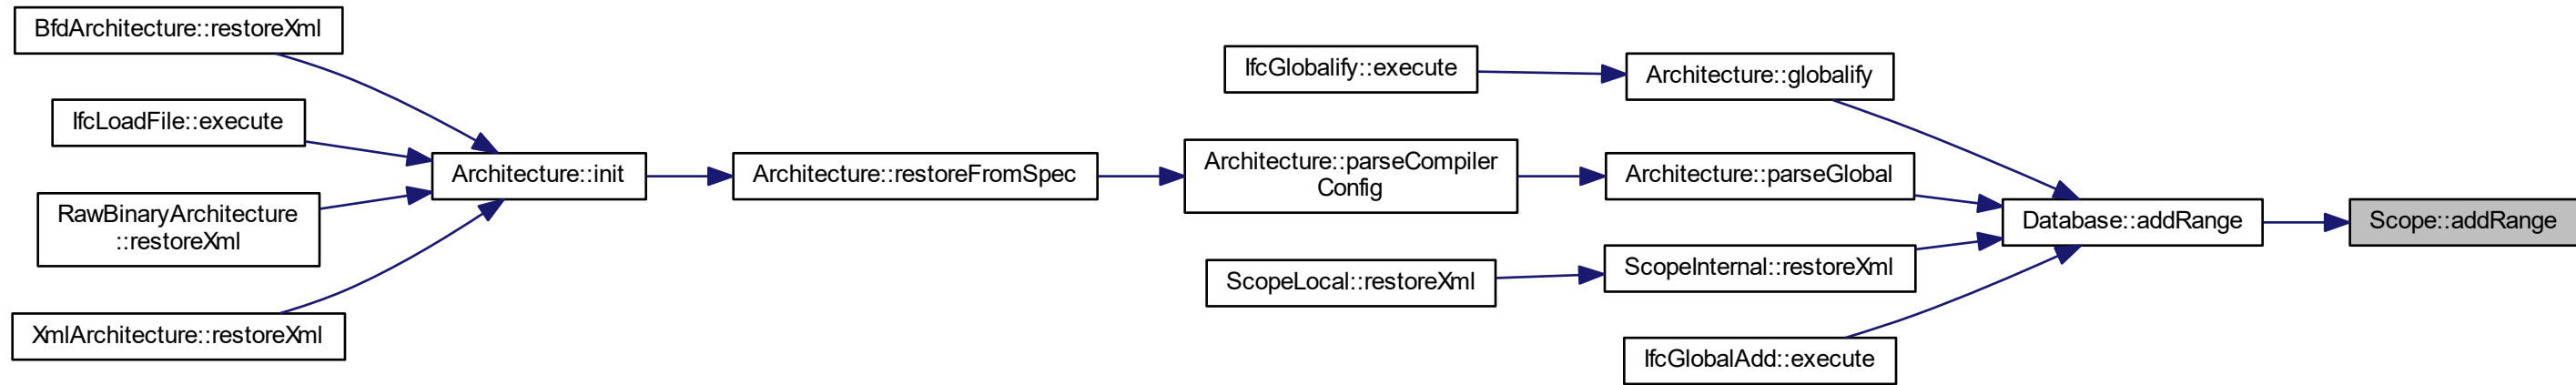 BfdArchitecture::restoreXml
IfcLoadFile::execute
RawBinaryArchitecture
::restoreXml
XmlArchitecture::restoreXml
Architecture::init
Architecture::restoreFromSpec
IfcGlobalify::execute
Architecture::parseCompiler
Config
ScopeLocal::restoreXml
Architecture::globalify
Architecture::parseGlobal
ScopeInternal::restoreXml
IfcGlobalAdd::execute
Database::addRange
Scope::addRange